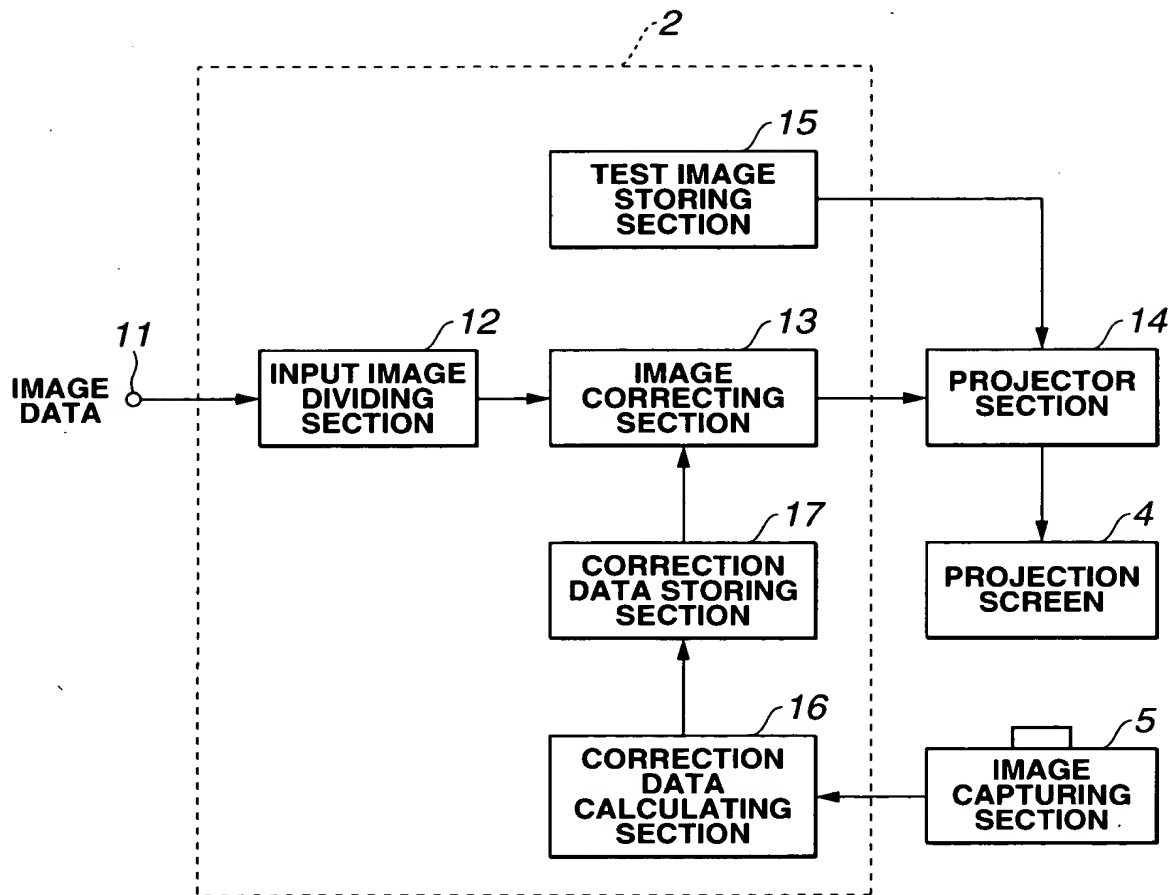 2
15
TEST IMAGE
STORING
SECTION
11
IMAGE
DATA
12
INPUT IMAGE
DIVIDING
SECTION
13
IMAGE
CORRECTING
SECTION
14
PROJECTOR
SECTION
17
CORRECTION
DATA STORING
SECTION
4
PROJECTION
SCREEN
16
CORRECTION
DATA
CALCULATING
SECTION
5
IMAGE
CAPTURING
SECTION